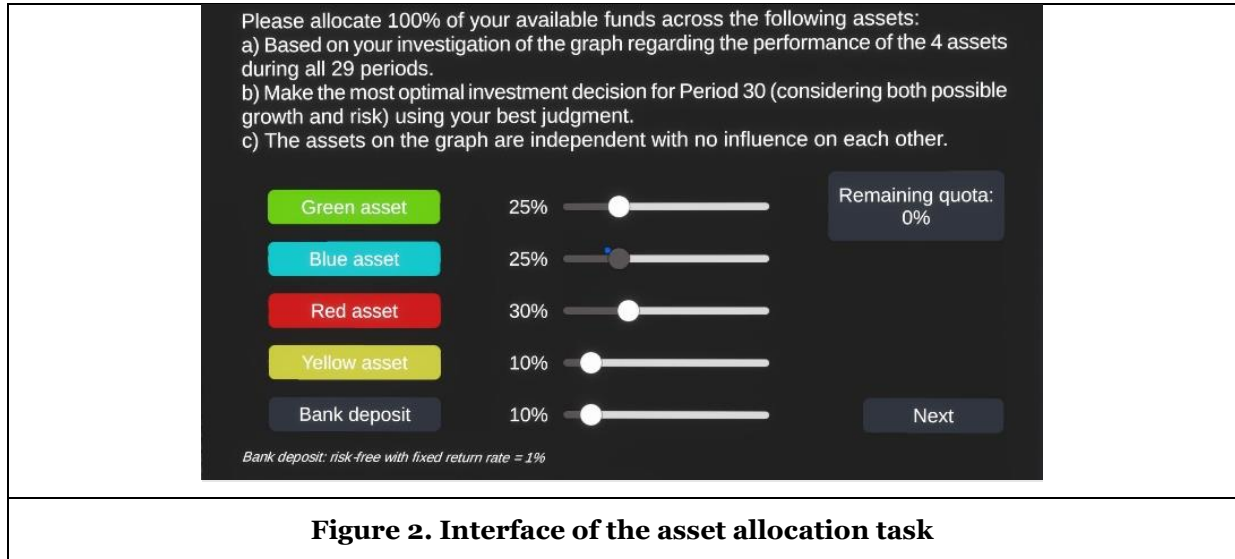 Please allocate 100% of your available funds across the following assets:
a) Based on your investigation of the graph regarding the performance of the 4 assets
during all 29 periods.
b) Make the most optimal investment decision for Period 30 (considering both possible
growth and risk) using your best judgment.
c) The assets on the graph are independent with no influence on each other.
Green asset 25%
Remaining quota:
0%
Blue asset 25%
Red asset 30%
Yellow asset 10%
Bank deposit 10%
Next
Bank deposit: risk-free with fixed return rate = 1%
Figure 2. Interface of the asset allocation task